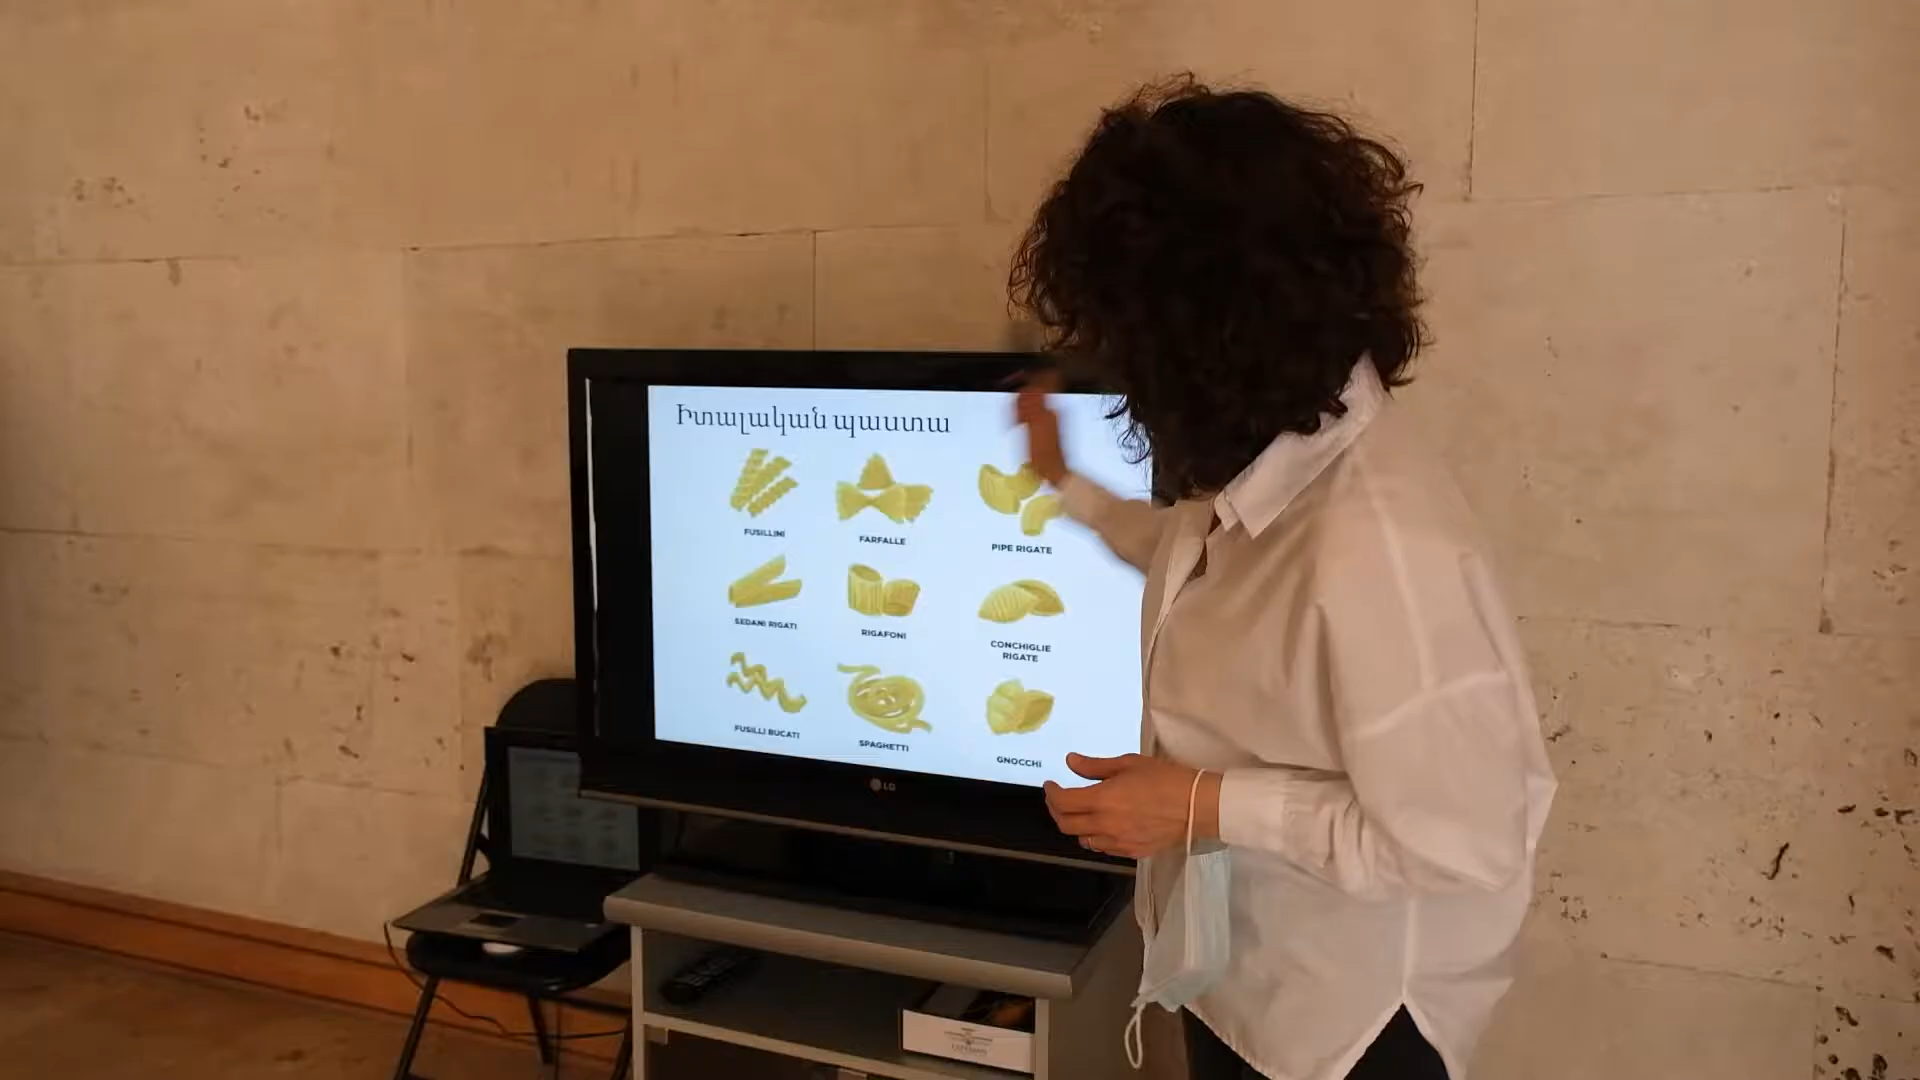 Իտալական պաստա
FUSILLINI
FARFALLE
PIPE RIGATE
SEDANI RIGATI
RIGAFONI
CONCHIGLIE
RIGATE
FUSILLI BUCATI
SPAGHETTI
GNOCCHI
LG